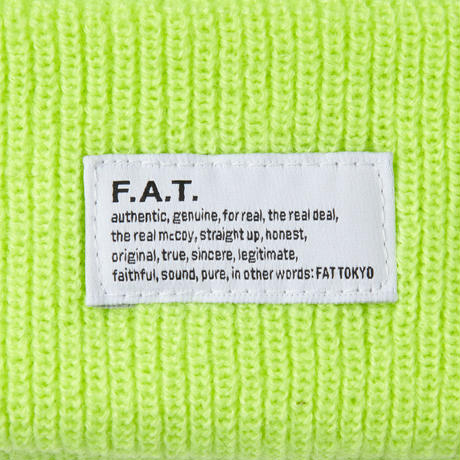 F.A.T.
authentic, genuine, for real, the real deal,
the real mccoy, straight up, honest,
original, true, sincere, legitimate,
faithful, sound, pure, in other words: FAT TOKYO